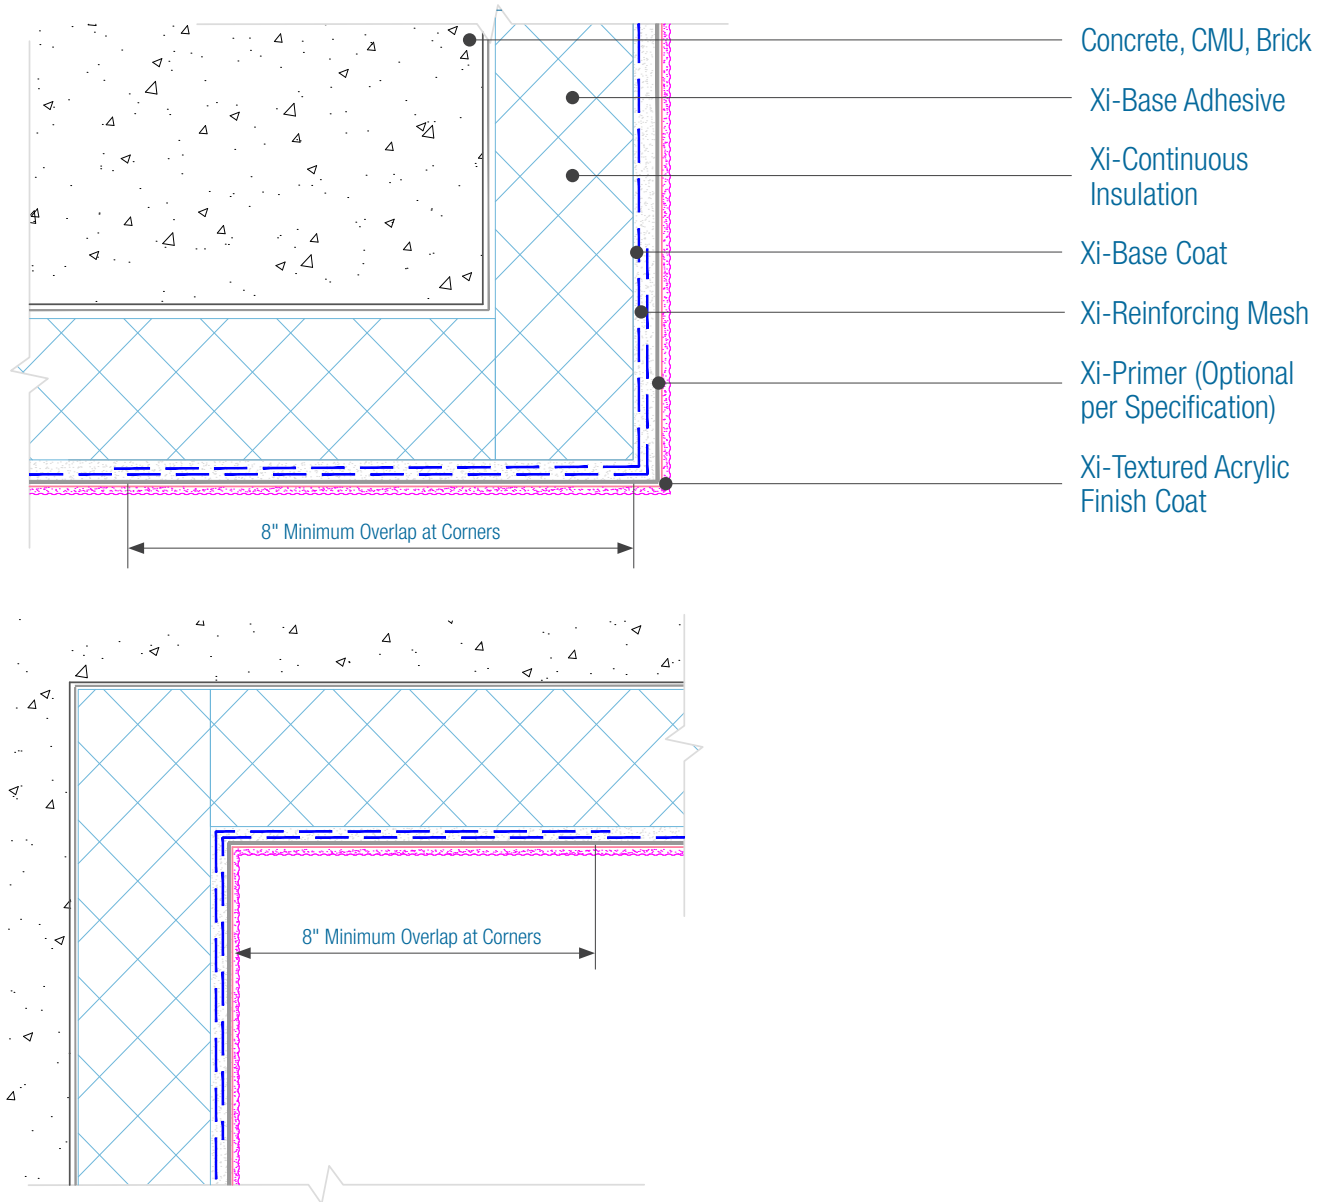 Concrete, CMU, Brick
Xi-Base Adhesive
Xi-Continuous
Insulation
Xi-Base Coat
Xi-Reinforcing Mesh
Xi-Primer (Optional
per Specification)
Xi-Textured Acrylic
Finish Coat
8" Minimum Overlap at Corners
8" Minimum Overlap at Corners